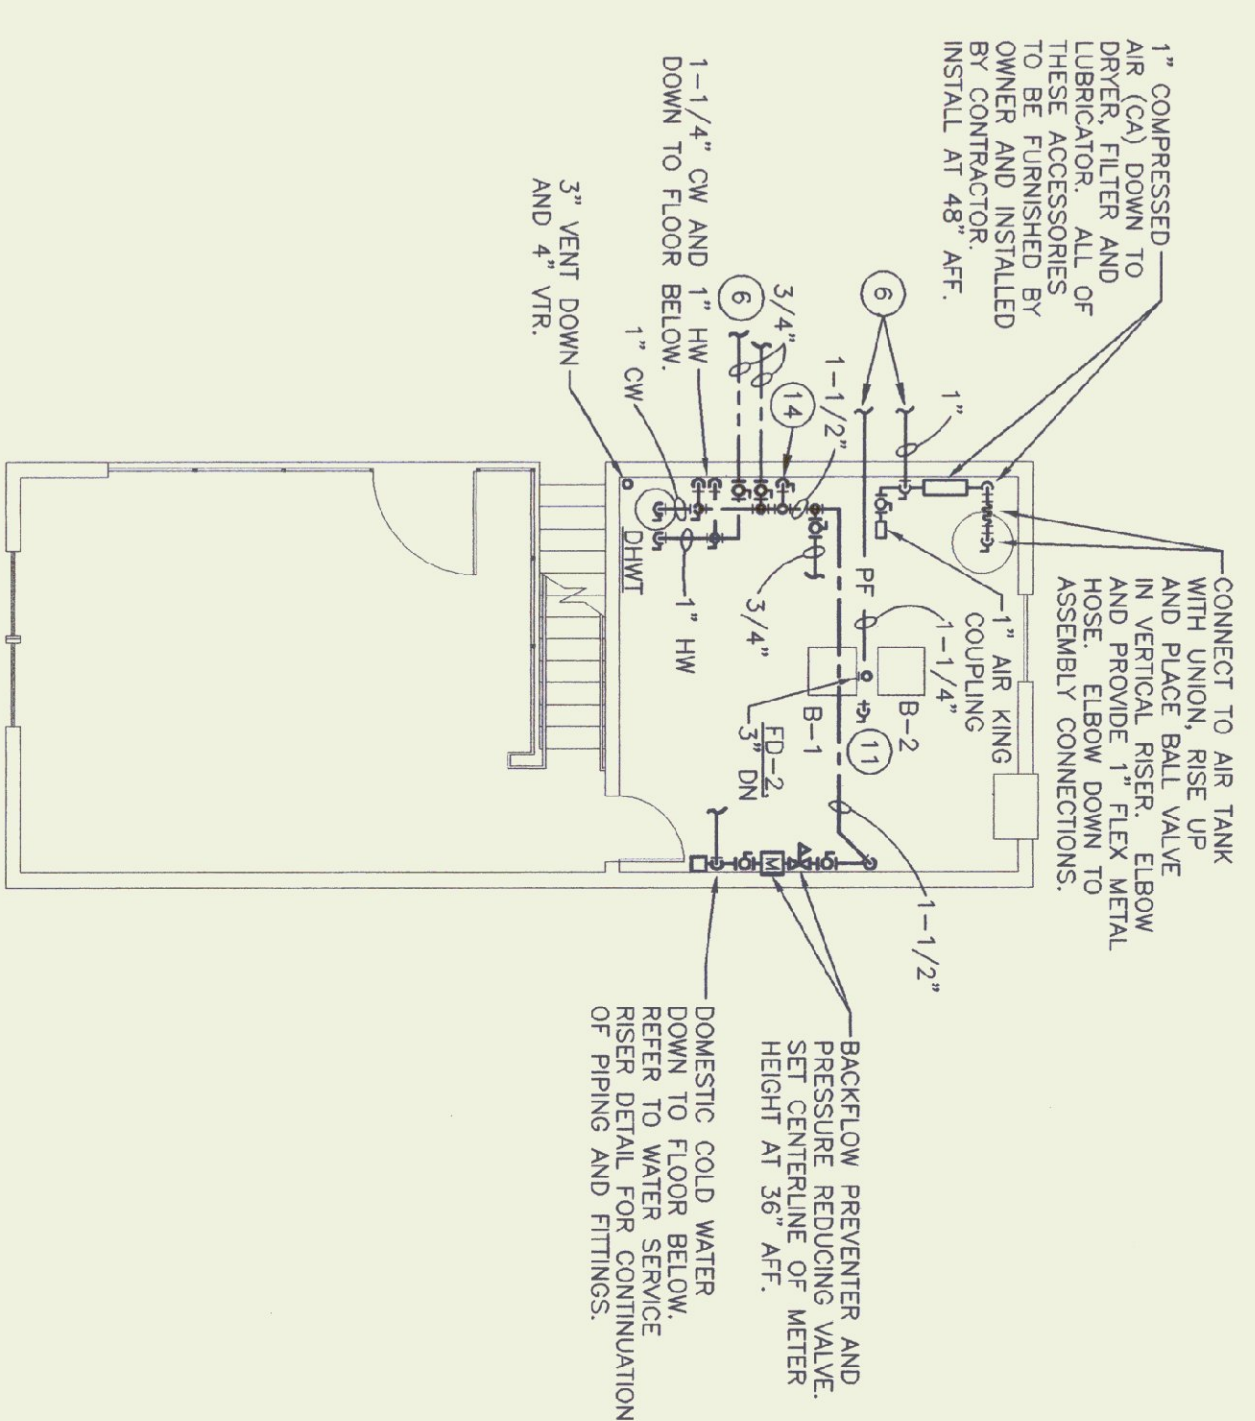 1" COMPRESSED
AIR (CA) DOWN TO
DRYER, FILTER AND
LUBRICATOR. ALL OF
THESE ACCESSORIES
TO BE FURNISHED BY
OWNER AND INSTALLED
BY CONTRACTOR.
INSTALL AT 48" AFF.
CONNECT TO AIR TANK
WITH UNION, RISE UP
AND PLACE BALL VALVE
IN VERTICAL RISER. ELBOW
AND PROVIDE 1" FLEX METAL
HOSE. ELBOW DOWN TO
ASSEMBLY CONNECTIONS.
1"
1" AIR KING
COUPLING
6
B-2
PF
1-1/4"
11
1-1/2"
B-1
1-1/2"
14
3/4"
3/4"
FD-2,
3" DN
6
BACKFLOW PREVENTER AND
PRESSURE REDUCING VALVE.
SET CENTERLINE OF METER
HEIGHT AT 36" AFF.
M
1-1/4" CW AND 1" HW
DOWN TO FLOOR BELOW.
1" HW
1" CW
DHWT
3" VENT DOWN
AND 4" VTR.
DOMESTIC COLD WATER
DOWN TO FLOOR BELOW.
REFER TO WATER SERVICE
RISER DETAIL FOR CONTINUATION
OF PIPING AND FITTINGS.